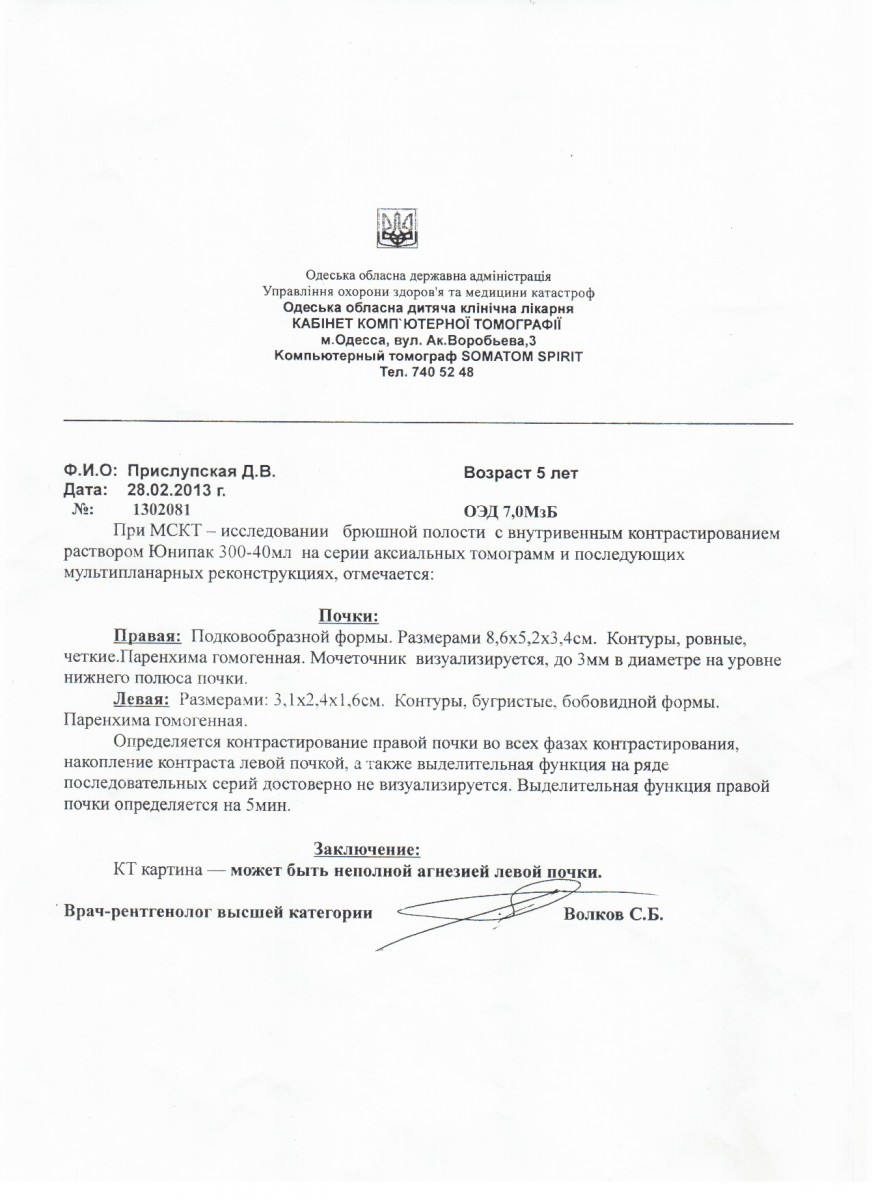 Одеська обласна державна адміністрація
Управління охорони здоров'я та медицини катастроф
Одеська обласна дитяча клінічна лікарня
КАБІНЕТ КОМП`ЮТЕРНОЇ ТОМОГРАФІЇ
м.Одесса, вул. Ак.Воробьева,3
Компьютерный томограф SOMATOM SPIRIT
Тел. 740 52 48
Ф.И.О: Прислупская Д.В. Возраст 5 лет
Дата: 28.02.2013 г.
№: 1302081 ОЭД 7,0МзБ
При МСКТ – исследовании брюшной полости с внутривенным контрастированием
раствором Юнипак 300-40мл на серии аксиальных томограмм и последующих
мультипланарных реконструкциях, отмечается:
Почки:
Правая: Подковообразной формы. Размерами 8,6х5,2х3,4см. Контуры, ровные,
четкие.Паренхима гомогенная. Мочеточник визуализируется, до 3мм в диаметре на уровне
нижнего полюса почки.
Левая: Размерами: 3,1х2,4х1,6см. Контуры, бугристые, бобовидной формы.
Паренхима гомогенная.
Определяется контрастирование правой почки во всех фазах контрастирования,
накопление контраста левой почкой, а также выделительная функция на ряде
последовательных серий достоверно не визуализируется. Выделительная функция правой
почки определяется на 5мин.
Заключение:
КТ картина — может быть неполной агнезией левой почки.
Врач-рентгенолог высшей категории Волков С.Б.